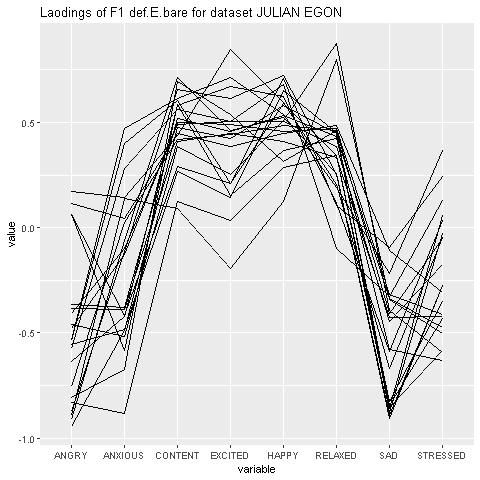 Laodings of F1 def.E.bare for dataset JULIAN EGON
value
0.5
0.0
-0.5
-1.0
ANGRY ANXIOUS CONTENT EXCITED HAPPY RELAXED SAD STRESSED
variable